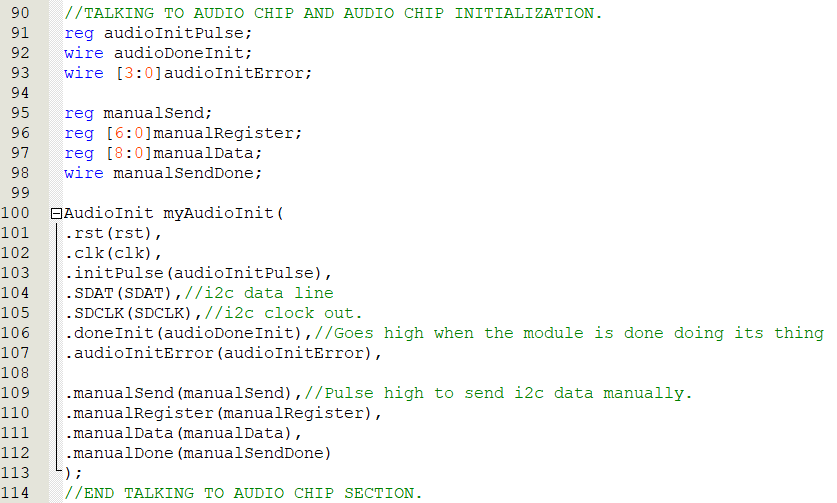 90 //TALKING TO AUDIO CHIP AND AUDIO CHIP INITIALIZATION.
91 reg audioInitPulse;
92 wire audioDoneInit;
93 wire [3:0]audioInitError;
94
95 reg manualSend;
96 reg [6:0]manualRegister;
97 reg [8:0]manualData;
98 wire manualSendDone;
99
100 AudioInit myAudioInit(
101 .rst(rst),
102 .clk(clk),
103 .initPulse(audioInitPulse),
104 .SDAT(SDAT),//i2c data line
105 .SDCLK(SDCLK),//i2c clock out.
106 .doneInit(audioDoneInit),//Goes high when the module is done doing its thing
107 .audioInitError(audioInitError),
108
109 .manualSend(manualSend),//Pulse high to send i2c data manually.
110 .manualRegister(manualRegister),
111 .manualData(manualData),
112 .manualDone(manualSendDone)
113 );
114 //END TALKING TO AUDIO CHIP SECTION.